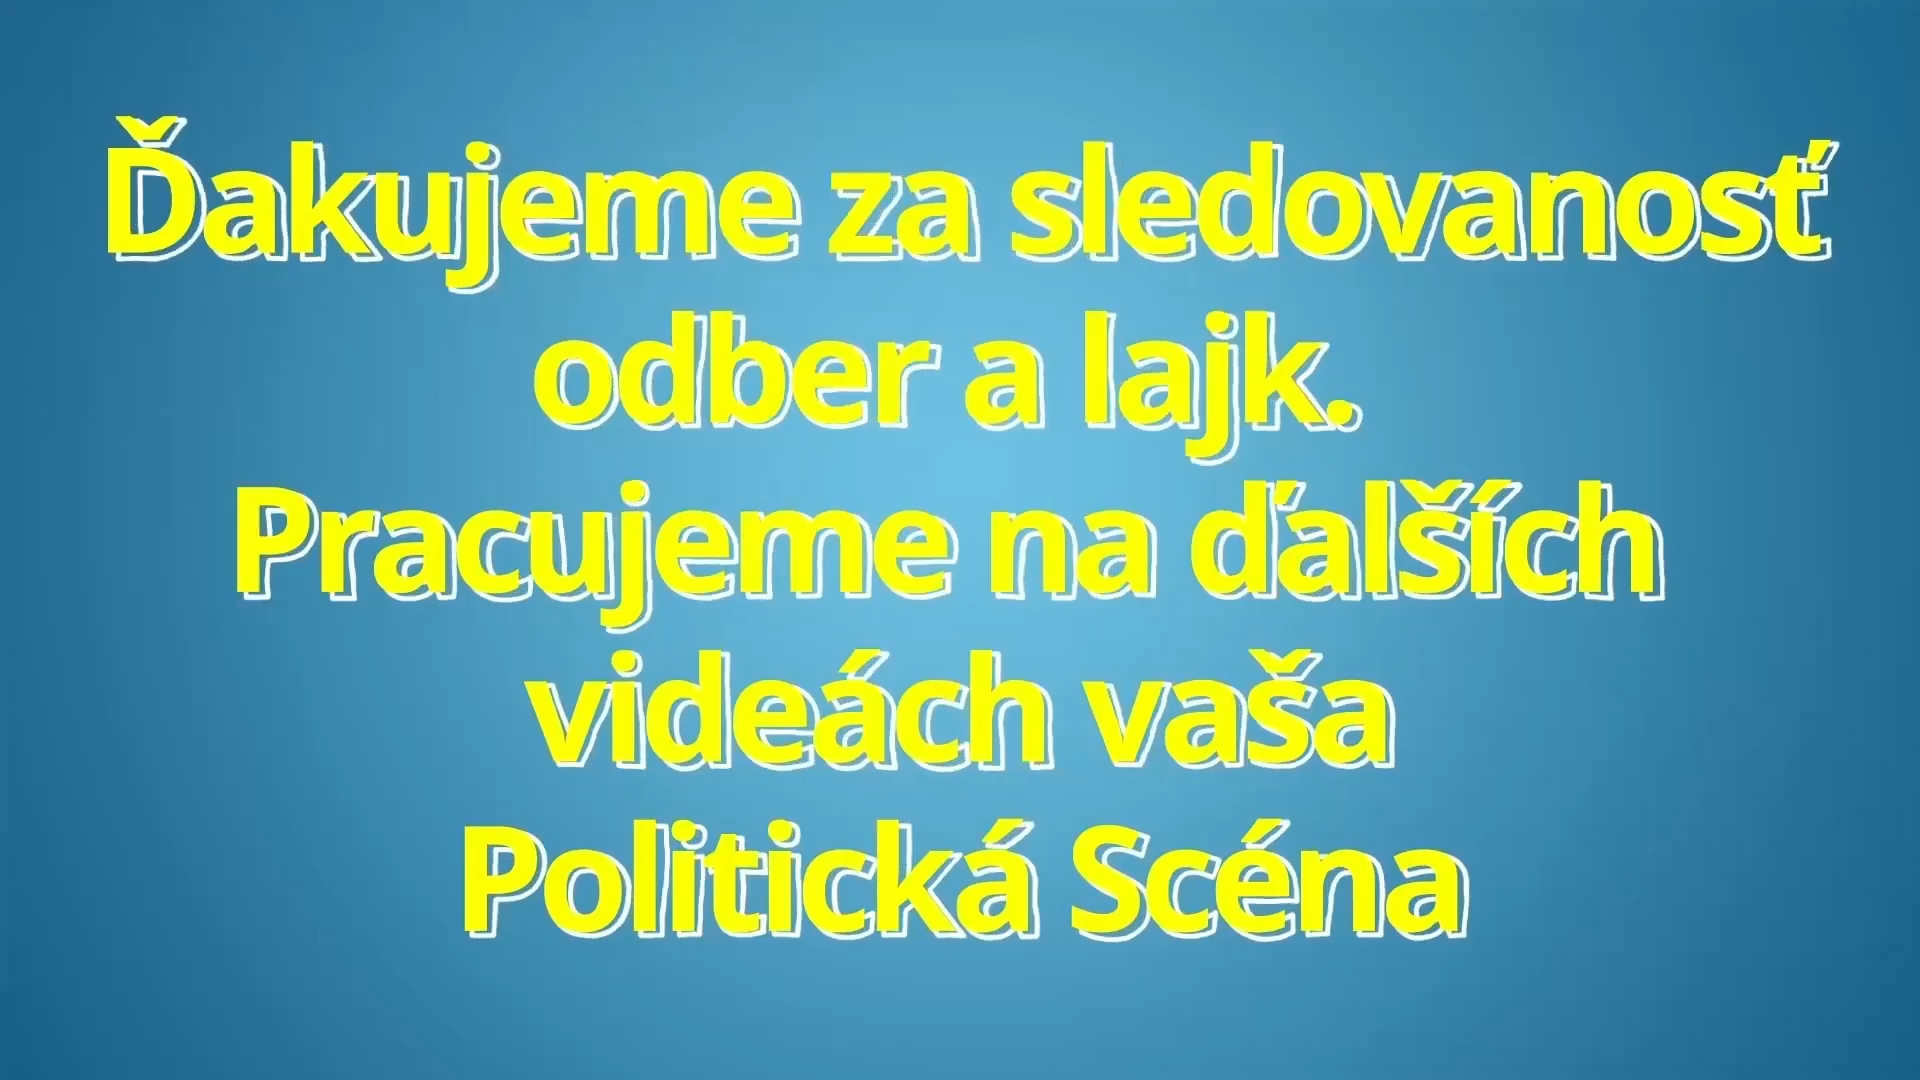 Ďakujeme za sledovanosť
odber a lajk.
Pracujeme na ďalších
videách vaša
Politická Scéna